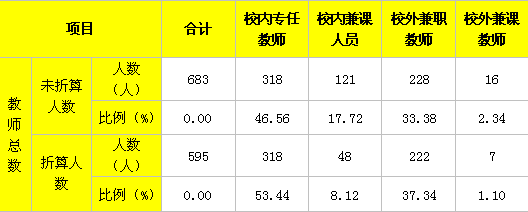 项目 合计 校内专任教师 校内兼课人员 校外兼职教师 校外兼课教师
教师总数 未折算人数 人数（人） 683 318 121 228 16
比例（%） 0.00 46.56 17.72 33.38 2.34
折算人数 人数（人） 595 318 48 222 7
比例（%） 0.00 53.44 8.12 37.34 1.10